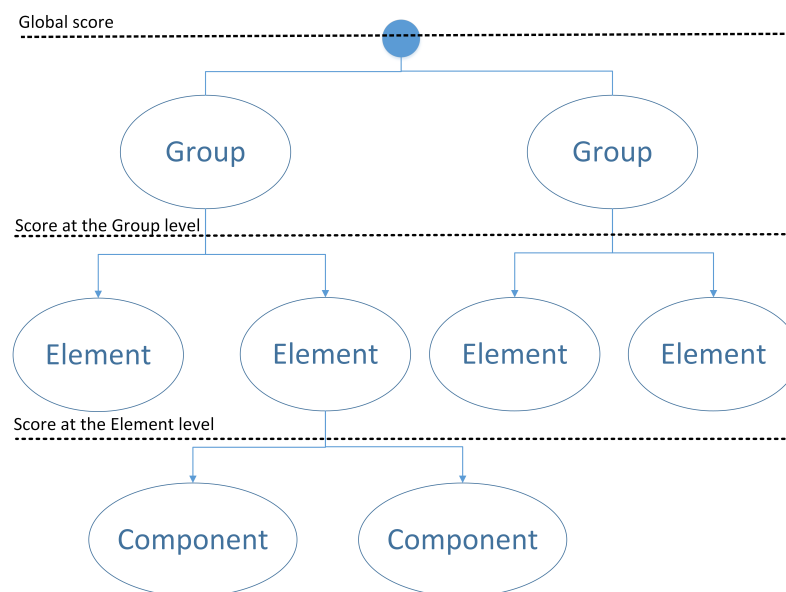 Global score
Group
Group
Score at the Group level
Element
Element
Element
Element
Score at the Element level
Component
Component